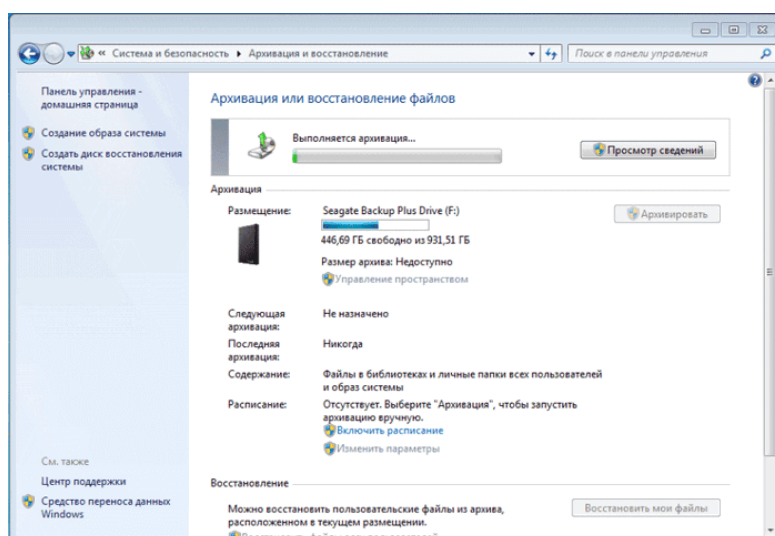 « Система и безопасность ▸ Архивация и восстановление
Поиск в панели управления
Панель управления -
домашняя страница
Создание образа системы
Создать диск восстановления
системы
Архивация или восстановление файлов
Выполняется архивация...
Просмотр сведений
Архивация
Размещение:
Seagate Backup Plus Drive (F:)
Архивировать
446,69 ГБ свободно из 931,51 ГБ
Размер архива: Недоступно
Управление пространством
Следующая
архивация:
Не назначено
Последняя
архивация:
Никогда
Содержание:
Файлы в библиотеках и личные папки всех пользователей
и образ системы
Расписание:
Отсутствует. Выберите "Архивация", чтобы запустить
архивацию вручную.
Включить расписание
Изменить параметры
См. также
Центр поддержки
Средство переноса данных
Windows
Восстановление
Можно восстановить пользовательские файлы из архива,
расположенном в текущем размещении.
Восстановить мои файлы